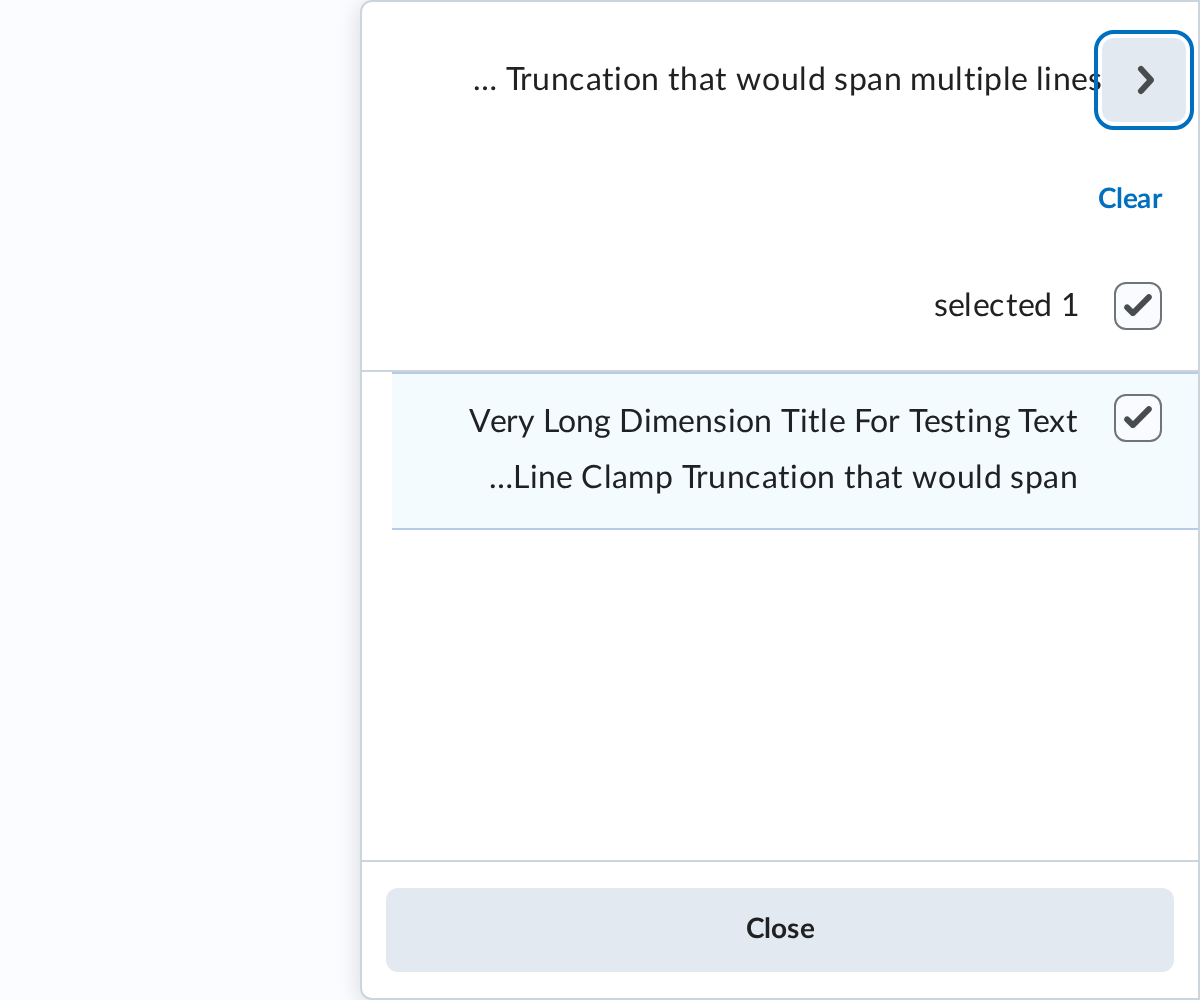 ... Truncation that would span multiple lines
Clear
selected 1
Very Long Dimension Title For Testing Text
...Line Clamp Truncation that would span
Close